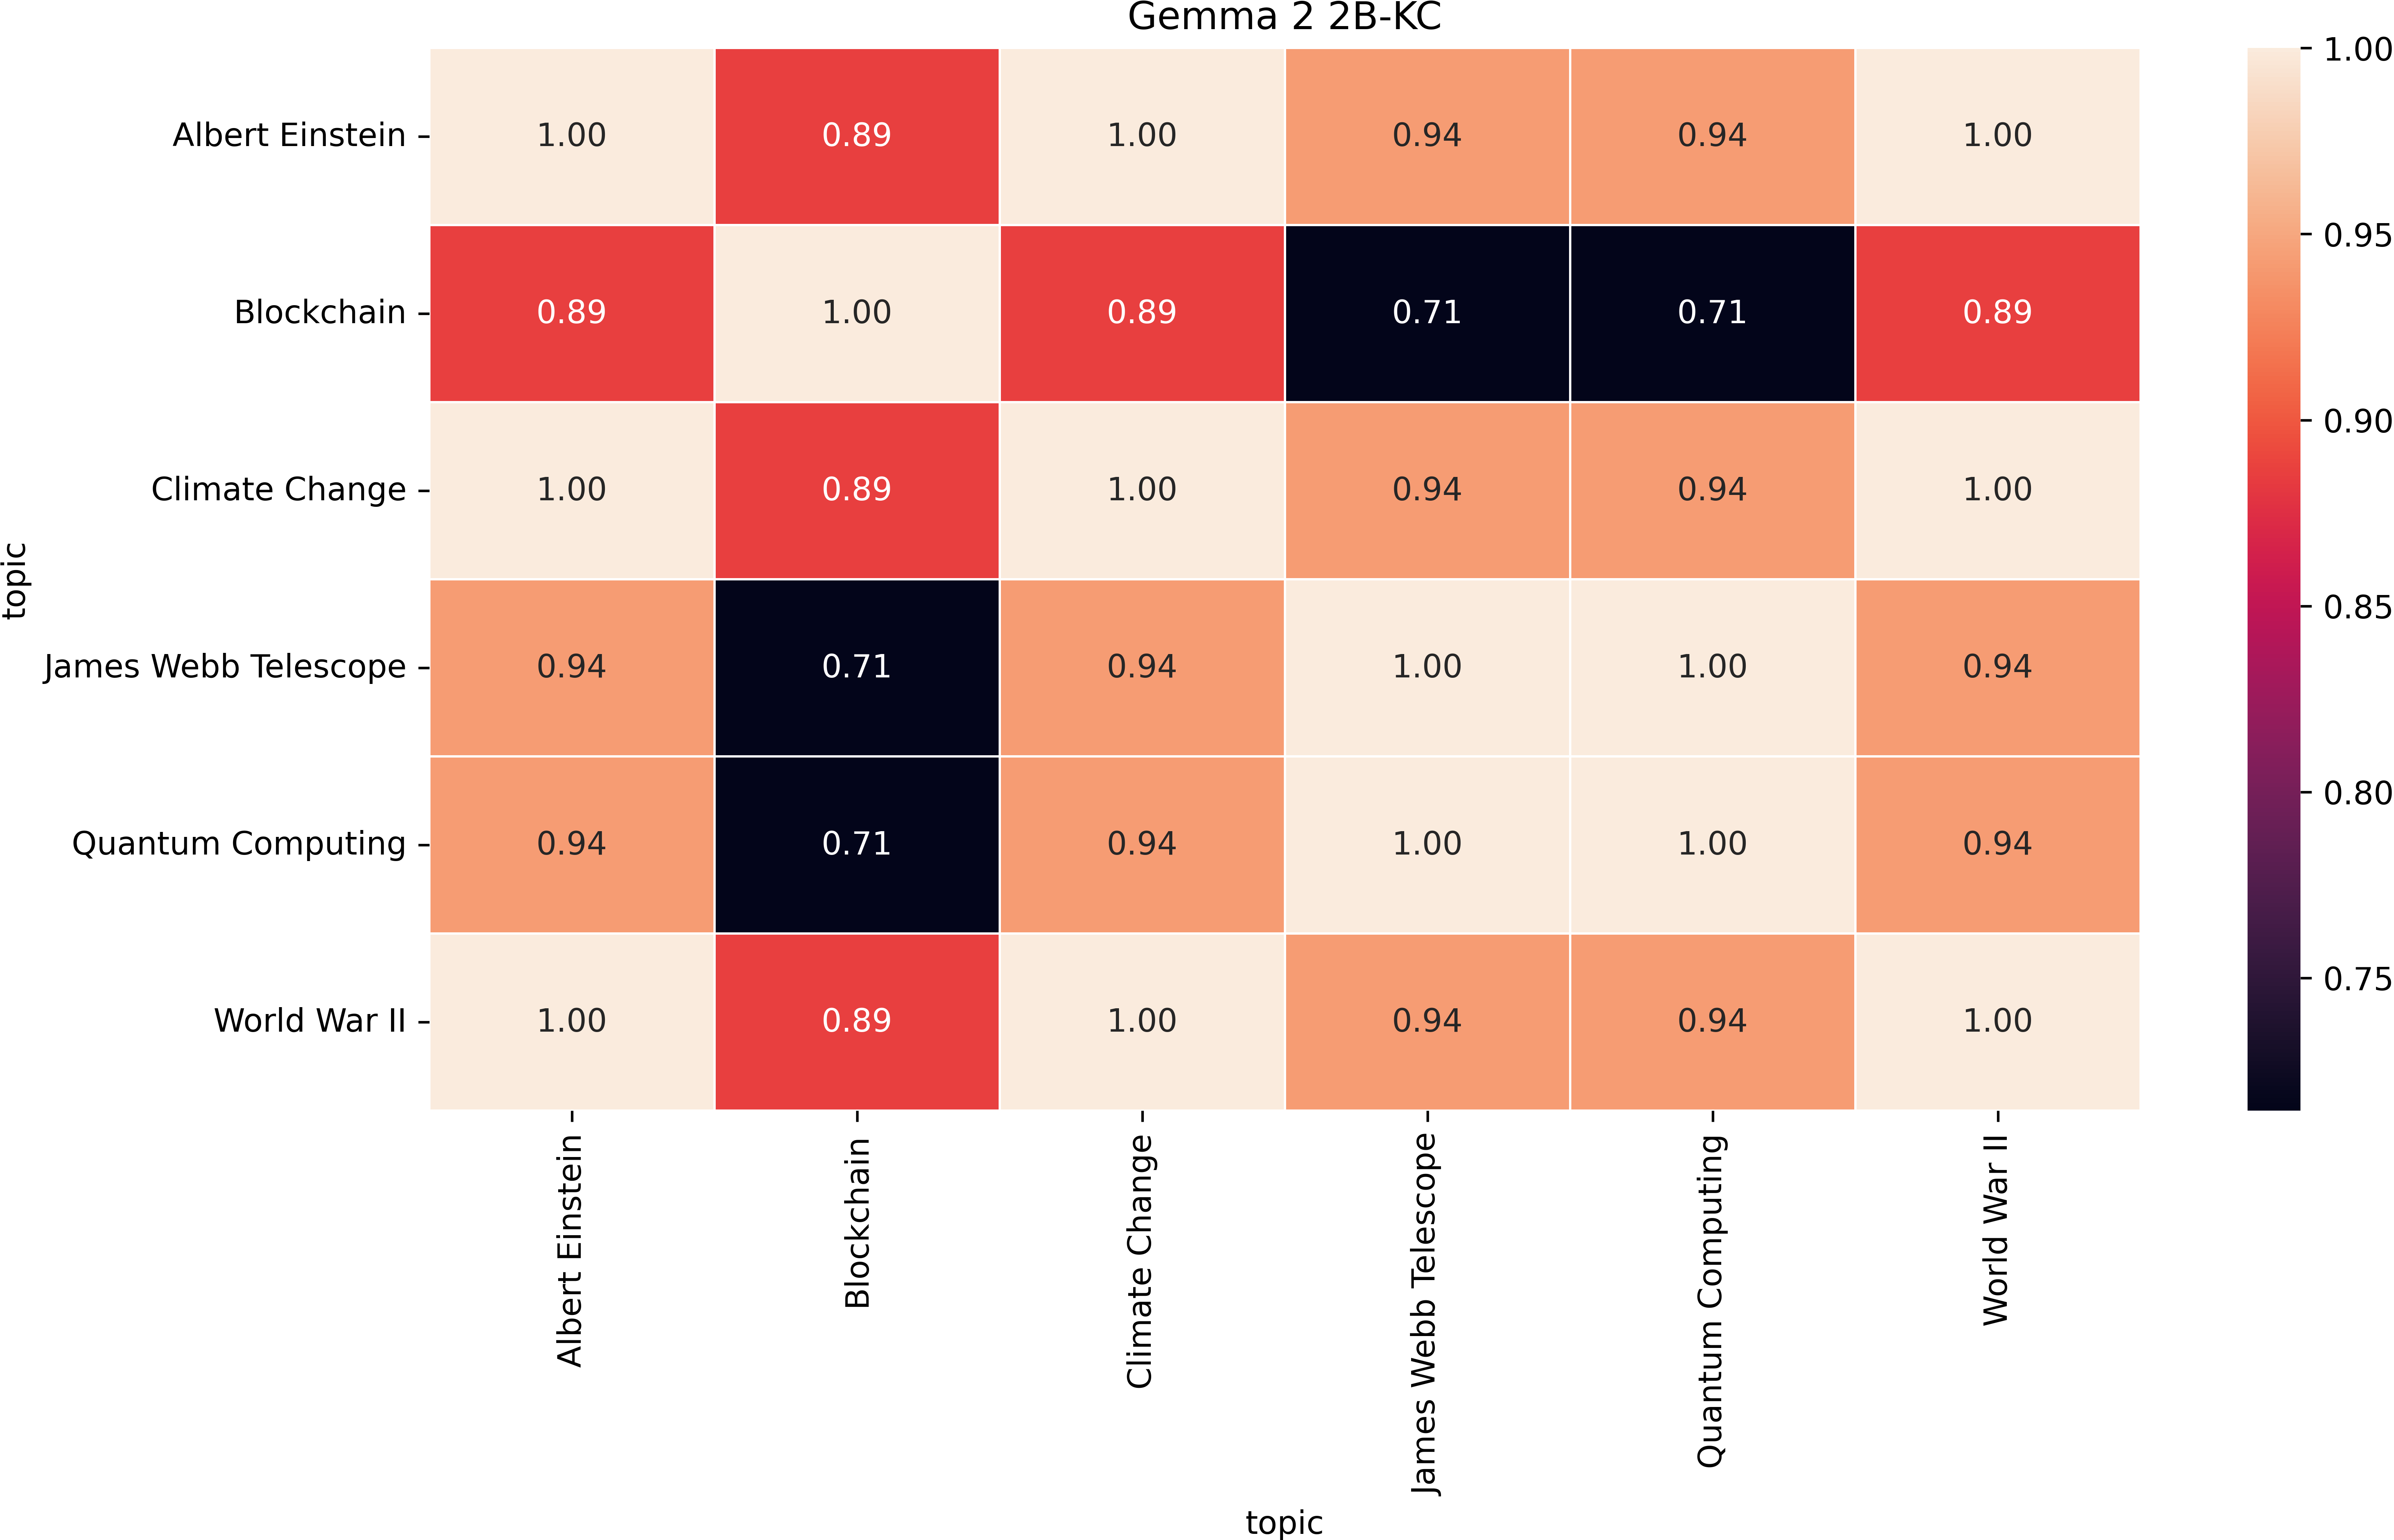 Gemma 2 2B-KC
Albert Einstein 1.00 0.89 1.00 0.94 0.94 1.00
Blockchain 0.89 1.00 0.89 0.71 0.71 0.89
Climate Change 1.00 0.89 1.00 0.94 0.94 1.00
James Webb Telescope 0.94 0.71 0.94 1.00 1.00 0.94
Quantum Computing 0.94 0.71 0.94 1.00 1.00 0.94
World War II 1.00 0.89 1.00 0.94 0.94 1.00
topic
Albert Einstein
Blockchain
Climate Change
James Webb Telescope
Quantum Computing
World War II
topic
1.00
0.95
0.90
0.85
0.80
0.75